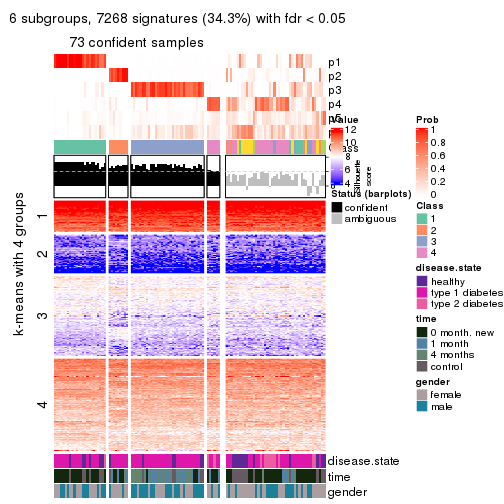 6 subgroups, 7268 signatures (34.3%) with fdr < 0.05
73 confident samples
p1
p2
p3
p4
p5
Class
Value
12
10
8
6
4
Silhouette
score
Status (barplots)
confident
ambiguous
Prob
1
0.8
0.6
0.4
0.2
0
Class
1
2
3
4
disease.state
healthy
type 1 diabetes
type 2 diabetes
time
0 month. new
1 month
4 months
control
gender
female
male
k-means with 4 groups
1
2
3
4
disease.state
time
gender